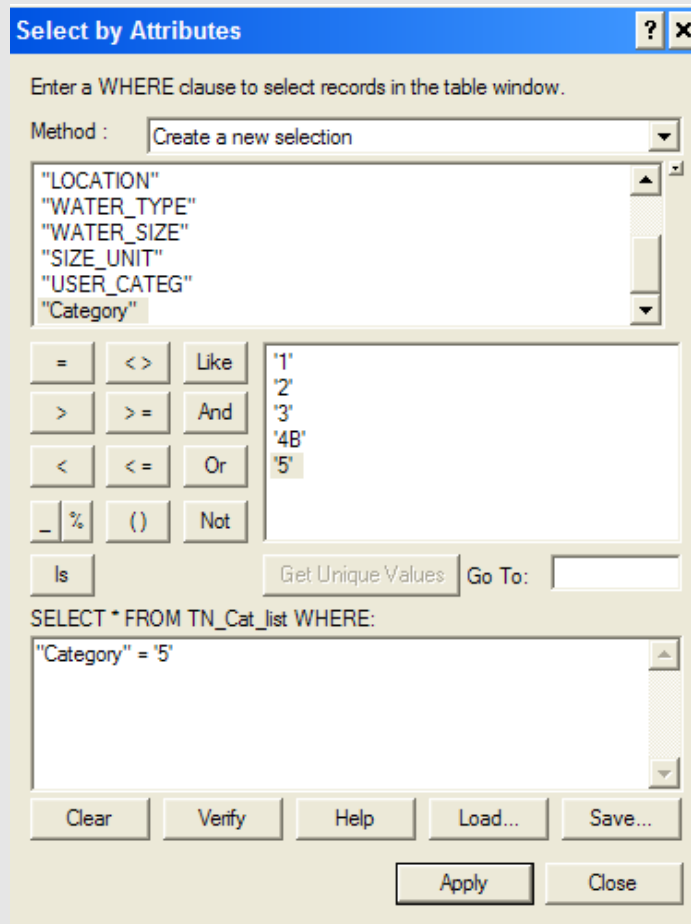 Select by Attributes ? X
Enter a WHERE clause to select records in the table window.
Method : Create a new selection
"LOCATION"
"WATER_TYPE"
"WATER_SIZE"
"SIZE_UNIT"
"USER_CATEG"
"Category"
= < > Like
> > = And
< < = Or
_ % ( ) Not
Is
'1'
'2'
'3'
'4B'
'5'
Get Unique Values Go To:
SELECT * FROM TN_Cat_list WHERE:
"Category" = '5'
Clear Verify Help Load... Save...
Apply Close